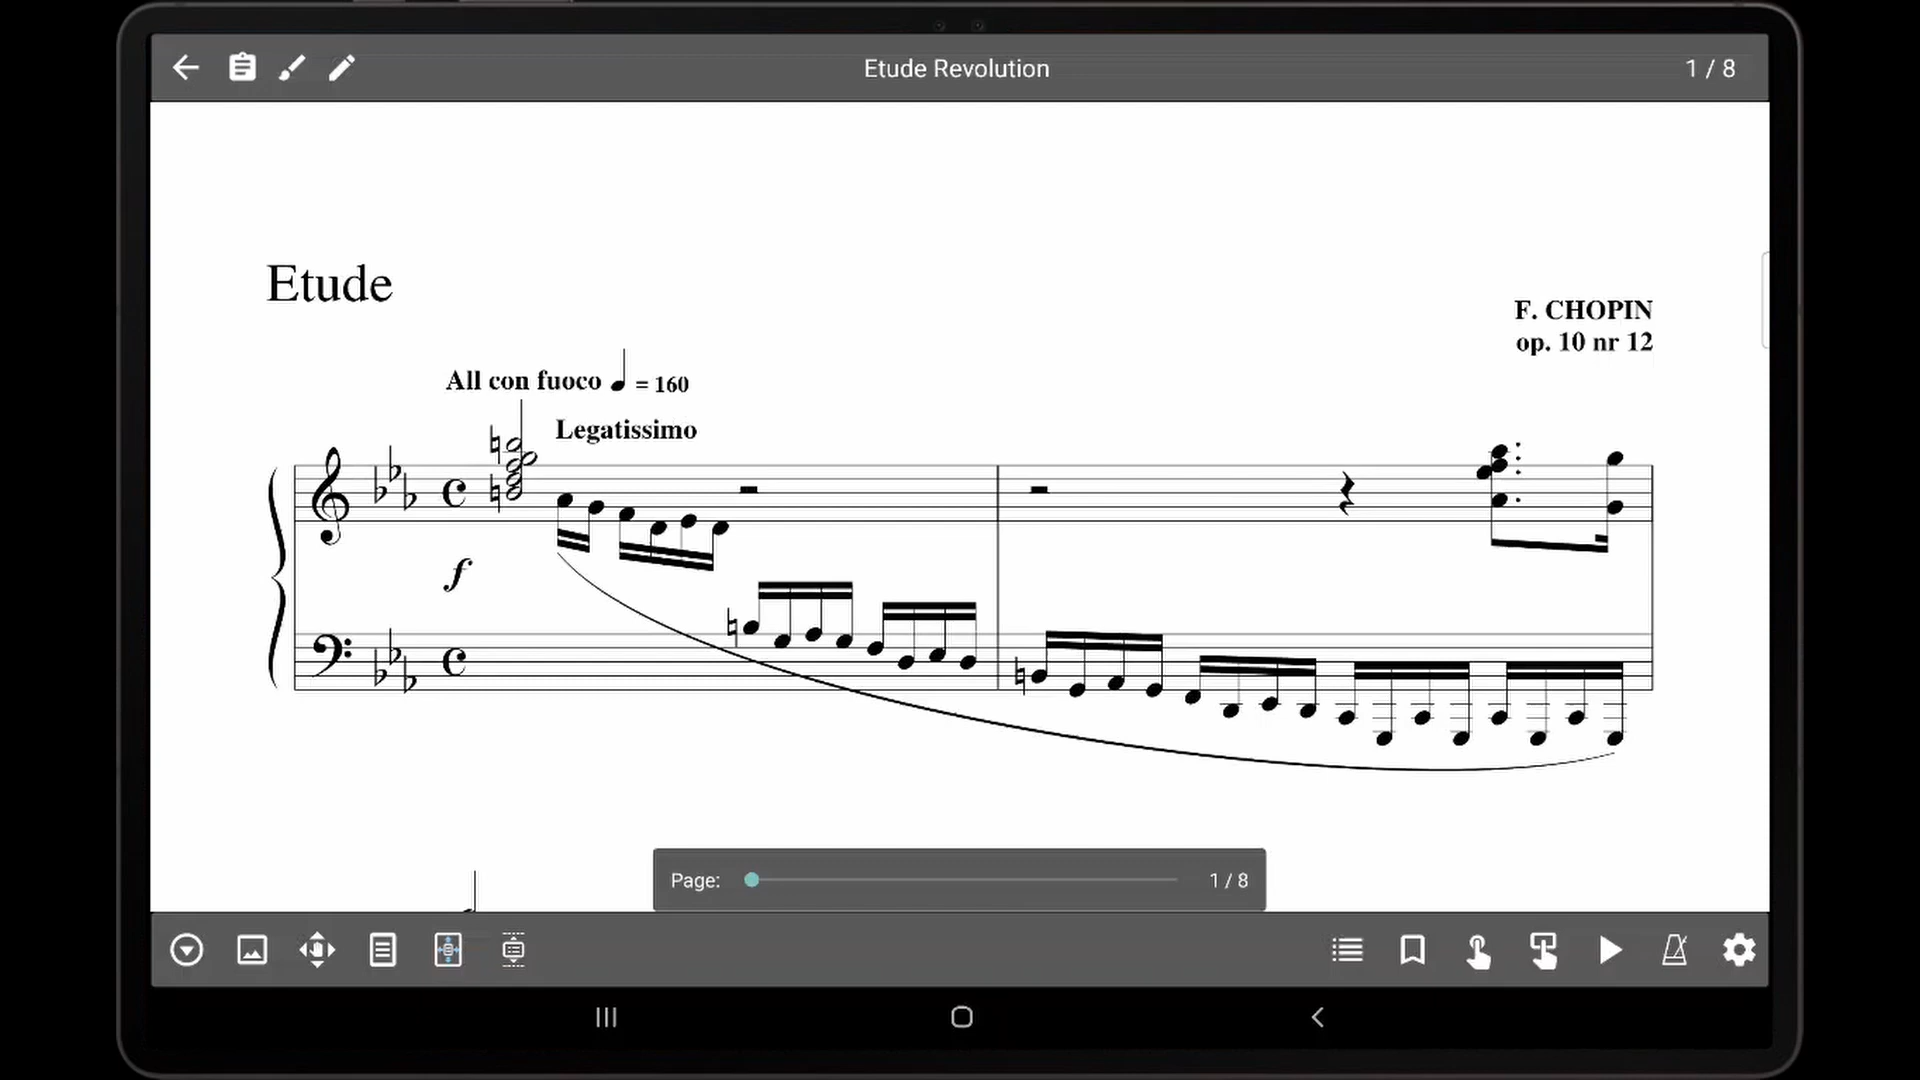 Etude Revolution
1 / 8
Etude
F. CHOPIN
op. 10 nr 12
All con fuoco = 160
Legatissimo
f
Page:
1 / 8